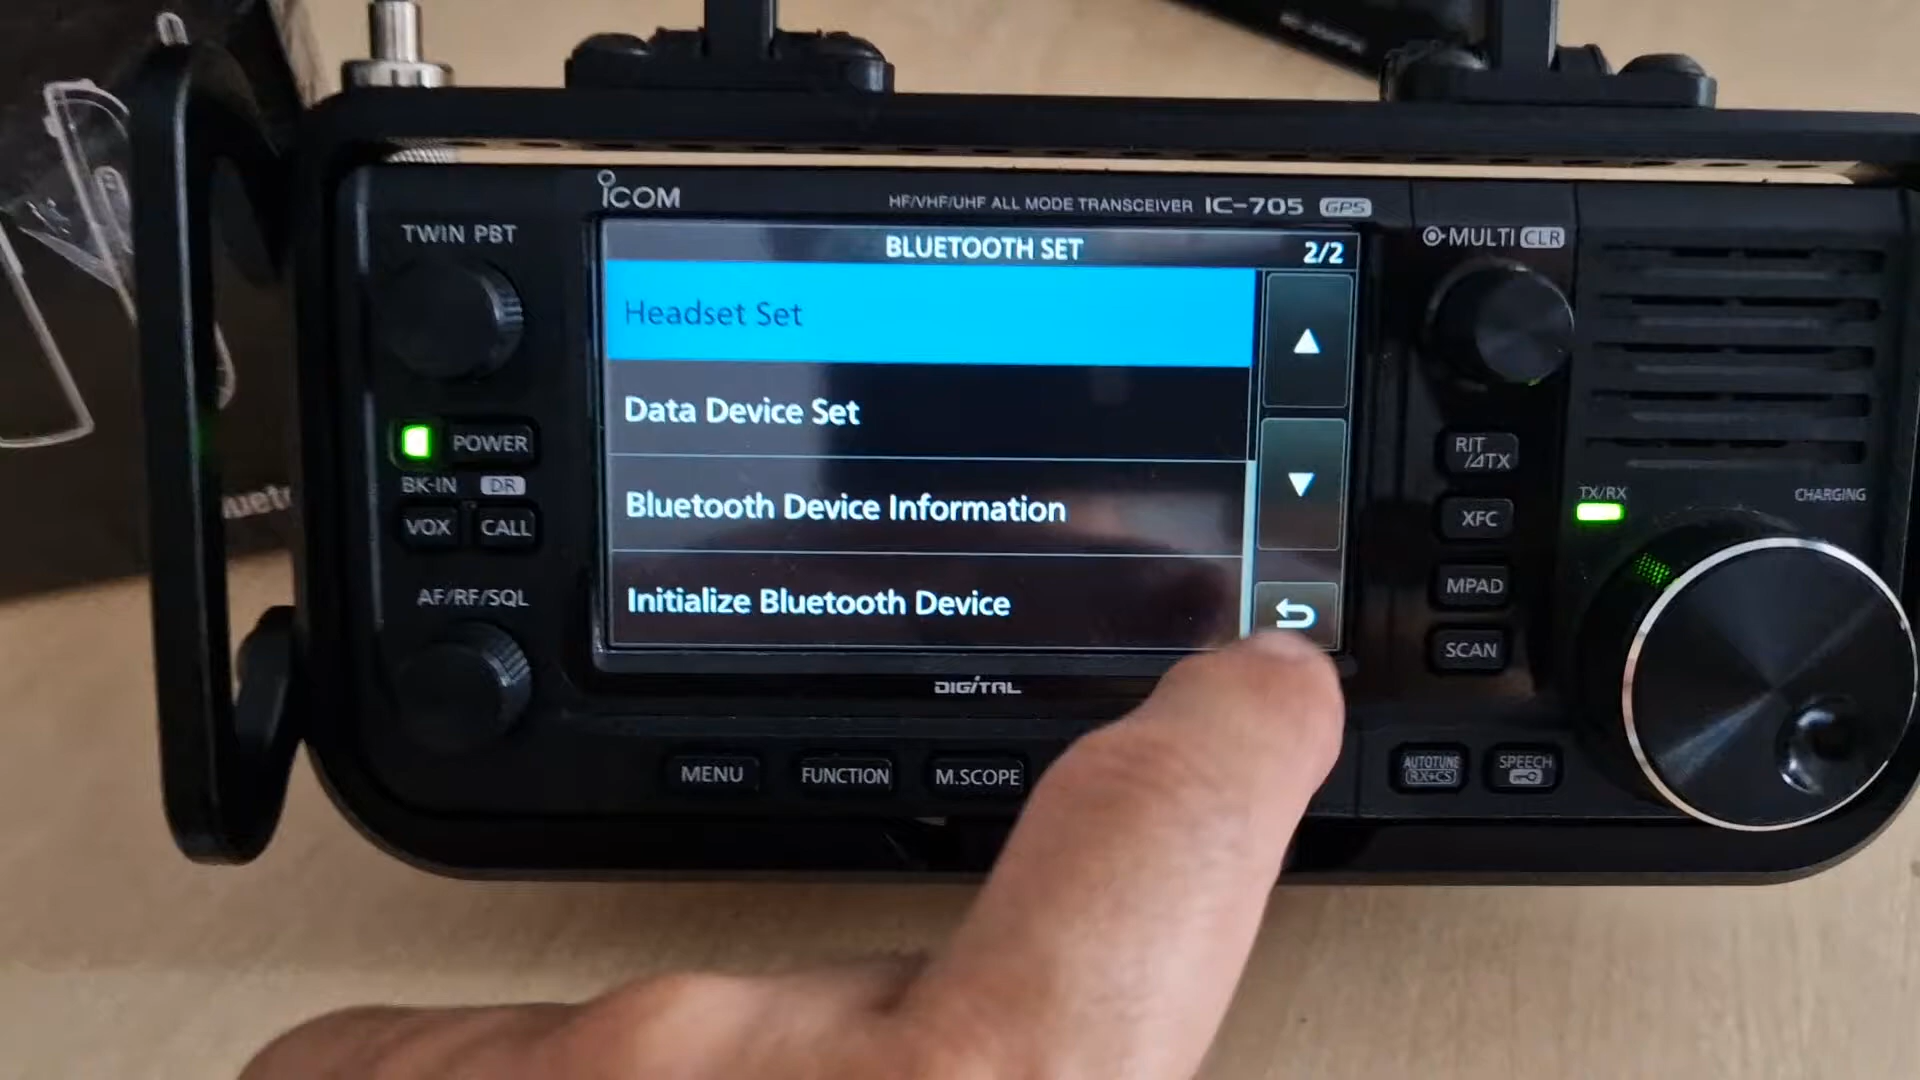 ICOM
HF/VHF/UHF ALL MODE TRANSCEIVER IC-705 GPS
TWIN PBT
BLUETOOTH SET 2/2
MULTI CLR
Headset Set
Data Device Set
Bluetooth Device Information
Initialize Bluetooth Device
POWER
BK-IN DR
VOX CALL
AF/RF/SQL
RIT
/⊿TX
XFC
MPAD
SCAN
TX/RX
CHARGING
DIGITAL
MENU FUNCTION M.SCOPE
AUTOTUNE
RX→CS
SPEECH